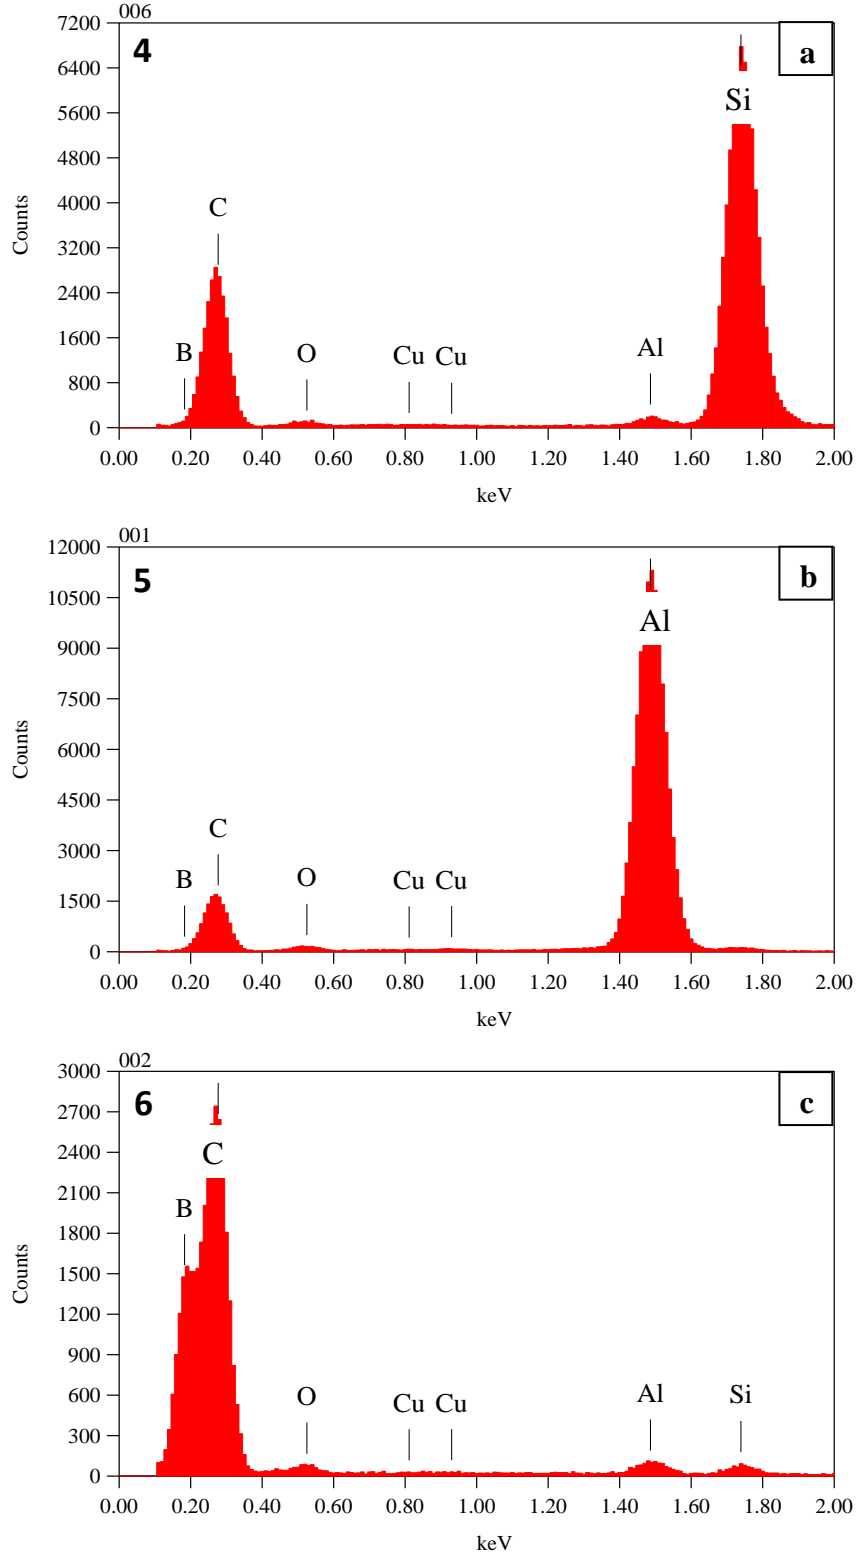 006
7200
4
a
6400
Si
5600
4800
4000
C
3200
2400
1600
B
O
Cu
Cu
Al
800
0
0.00 0.20 0.40 0.60 0.80 1.00 1.20 1.40 1.60 1.80 2.00
keV
Counts
001
12000
5
b
10500
Al
9000
7500
6000
4500
C
3000
B
O
Cu
Cu
1500
0
0.00 0.20 0.40 0.60 0.80 1.00 1.20 1.40 1.60 1.80 2.00
keV
Counts
002
3000
6
c
2700
C
2400
2100
B
1800
1500
1200
900
O
Cu
Cu
Al
Si
600
300
0
0.00 0.20 0.40 0.60 0.80 1.00 1.20 1.40 1.60 1.80 2.00
keV
Counts